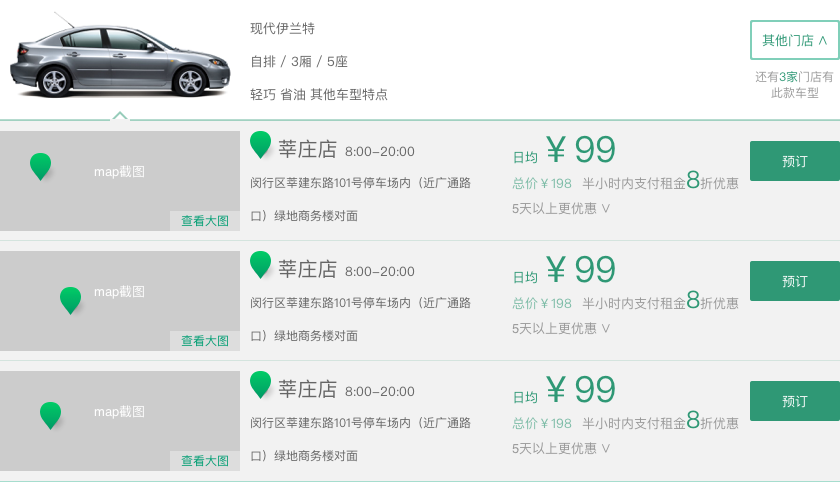 现代伊兰特
自排 / 3厢 / 5座
轻巧 省油 其他车型特点
其他门店 ∧
还有3家门店有
此款车型
map截图
查看大图
莘庄店 8:00-20:00
闵行区莘建东路101号停车场内（近广通路
口）绿地商务楼对面
日均 ¥ 99
总价 ¥ 198 半小时内支付租金8折优惠
5天以上更优惠 ∨
预订
map截图
查看大图
莘庄店 8:00-20:00
闵行区莘建东路101号停车场内（近广通路
口）绿地商务楼对面
日均 ¥ 99
总价 ¥ 198 半小时内支付租金8折优惠
5天以上更优惠 ∨
预订
map截图
查看大图
莘庄店 8:00-20:00
闵行区莘建东路101号停车场内（近广通路
口）绿地商务楼对面
日均 ¥ 99
总价 ¥ 198 半小时内支付租金8折优惠
5天以上更优惠 ∨
预订